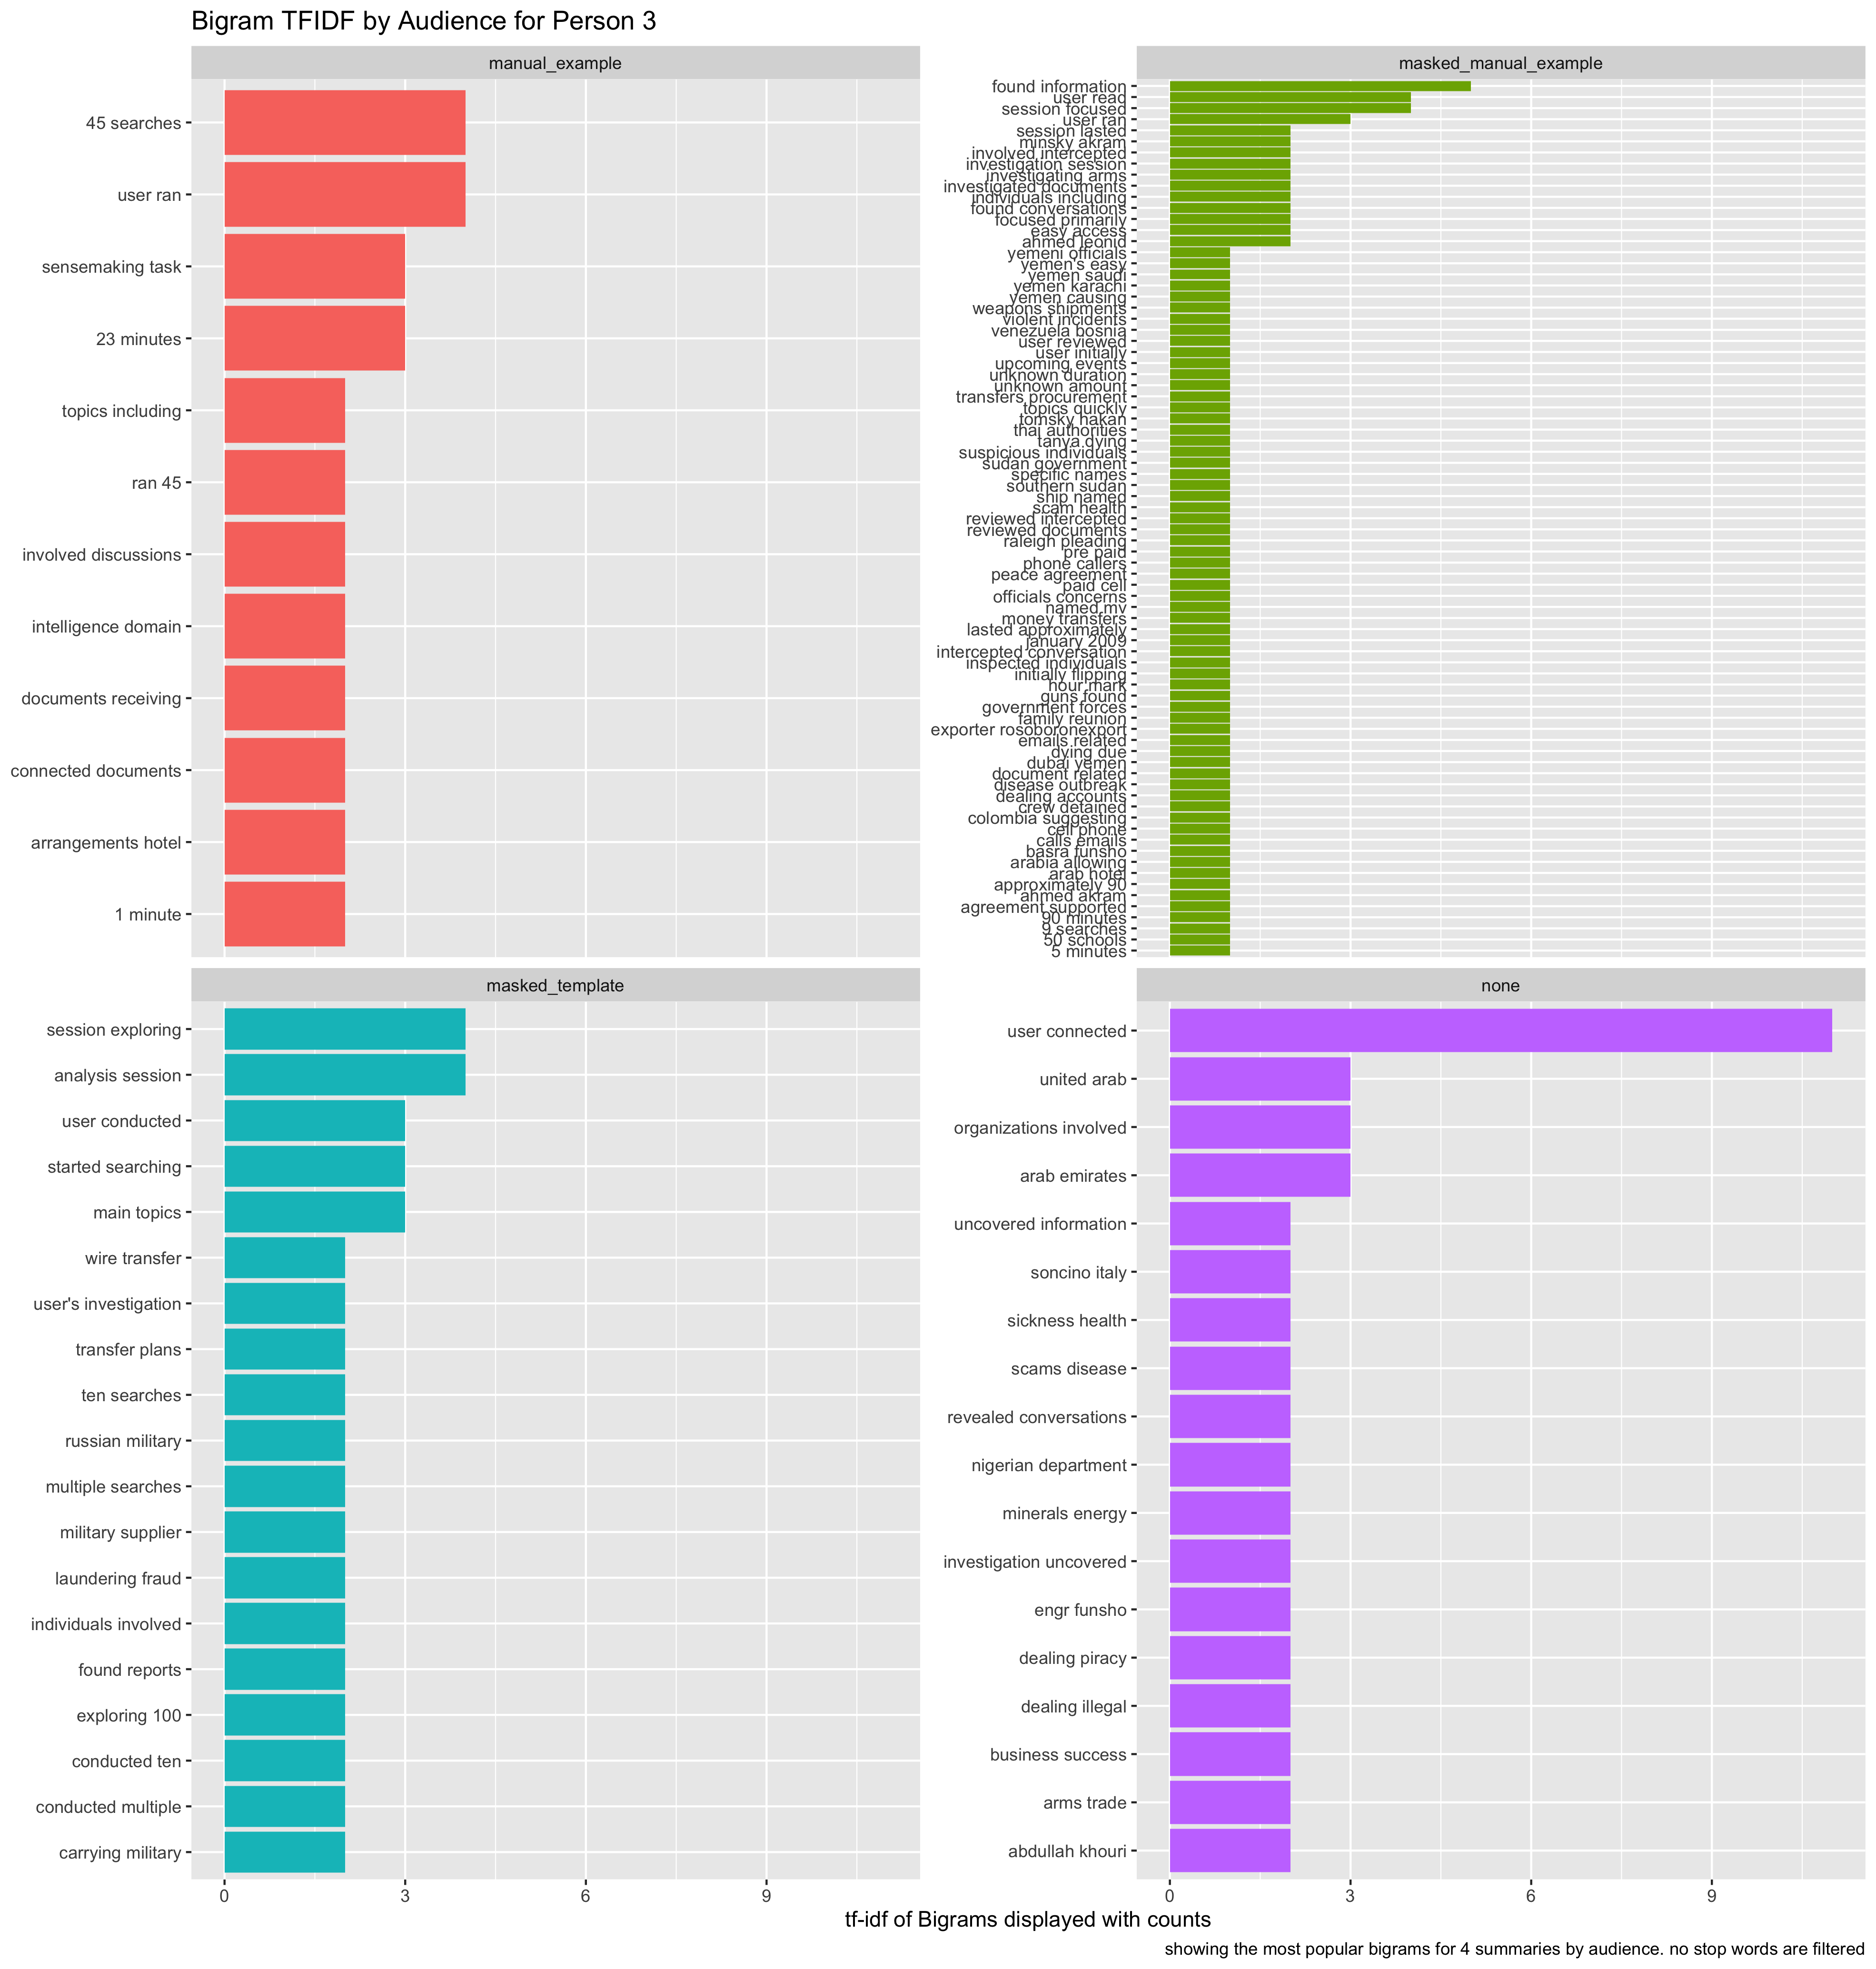 Bigram TFIDF by Audience for Person 3
manual_example
45 searches
user ran
sensemaking task
23 minutes
topics including
ran 45
involved discussions
intelligence domain
documents receiving
connected documents
arrangements hotel
1 minute
masked_manual_example
found information
user read
session focused
user ran
session lasted
minsky akram
involved intercepted
investigation session
investigating arms
investigated documents
individuals including
found conversations
focused primarily
easy access
ahmed leonid
yemeni officials
yemen's easy
yemen saudi
yemen karachi
yemen causing
weapons shipments
violent incidents
venezuela bosnia
user reviewed
user initially
upcoming events
unknown duration
unknown amount
transfers procurement
topics quickly
tomsky hakan
thai authorities
tanya dying
suspicious individuals
sudan government
specific names
southern sudan
ship named
scam health
reviewed intercepted
reviewed documents
raleigh pleading
pre paid
phone callers
peace agreement
paid cell
officials concerns
named mv
money transfers
lasted approximately
january 2009
intercepted conversation
inspected individuals
initially flipping
hour mark
guns found
government forces
family reunion
exporter rosoboronexport
emails related
dying due
dubai yemen
document related
disease outbreak
dealing accounts
crew detained
colombia suggesting
cell phone
calls emails
basra funsho
arabia allowing
arab hotel
approximately 90
ahmed akram
agreement supported
90 minutes
9 searches
50 schools
5 minutes
masked_template
session exploring
analysis session
user conducted
started searching
main topics
wire transfer
user's investigation
transfer plans
ten searches
russian military
multiple searches
military supplier
laundering fraud
individuals involved
found reports
exploring 100
conducted ten
conducted multiple
carrying military
0 3 6 9
none
user connected
united arab
organizations involved
arab emirates
uncovered information
soncino italy
sickness health
scams disease
revealed conversations
nigerian department
minerals energy
investigation uncovered
engr funsho
dealing piracy
dealing illegal
business success
arms trade
abdullah khouri
0 3 6 9
tf-idf of Bigrams displayed with counts
showing the most popular bigrams for 4 summaries by audience. no stop words are filtered